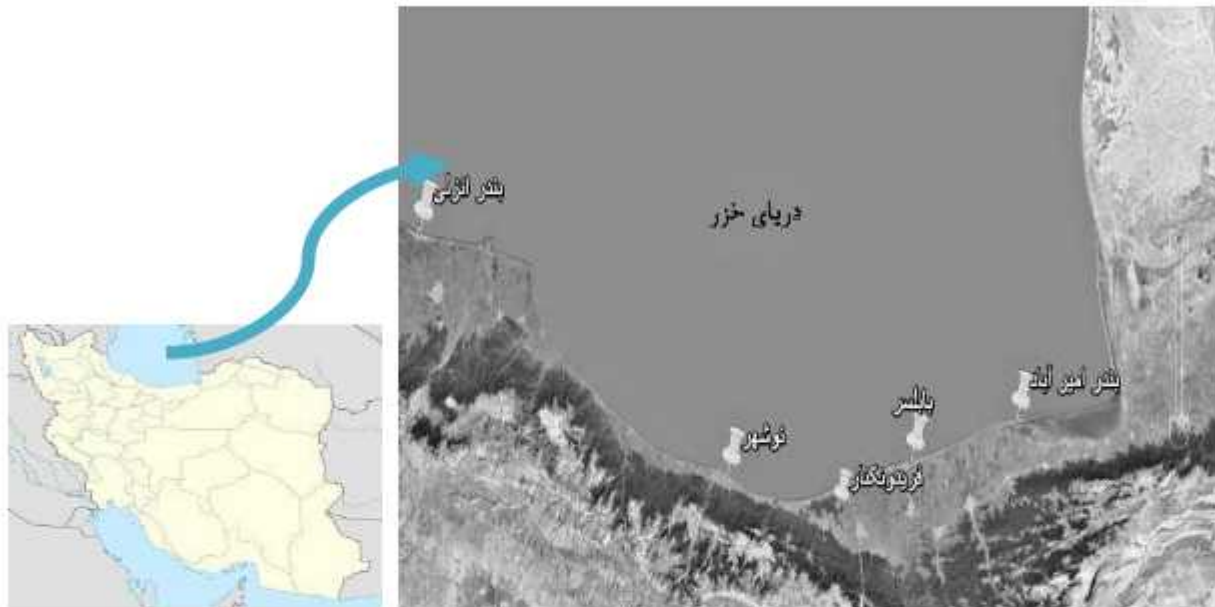 بندر انزلی
دریای خزر
بندر امیر آباد
بابلسر
نوشهر
فریدونکنار